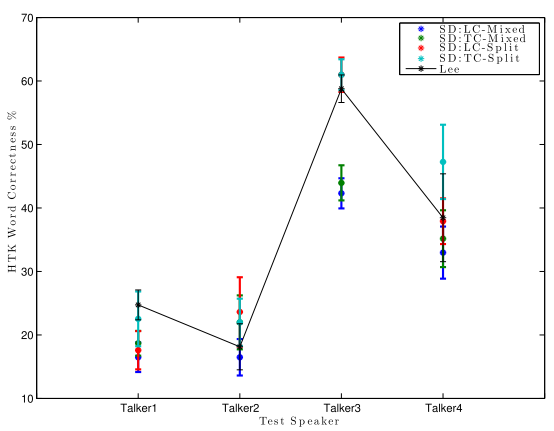 70
SD:LC-Mixed
SD:TC-Mixed
SD:LC-Split
SD:TC-Split
Lee
60
50
40
30
20
10
HTK Word Correctness %
Talker1 Talker2 Talker3 Talker4
Test Speaker